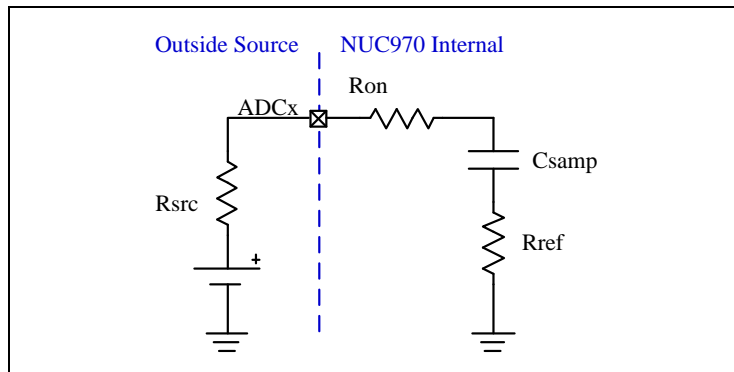 Outside Source
NUC970 Internal
Ron
ADCx
Csamp
Rsrc
Rref
+